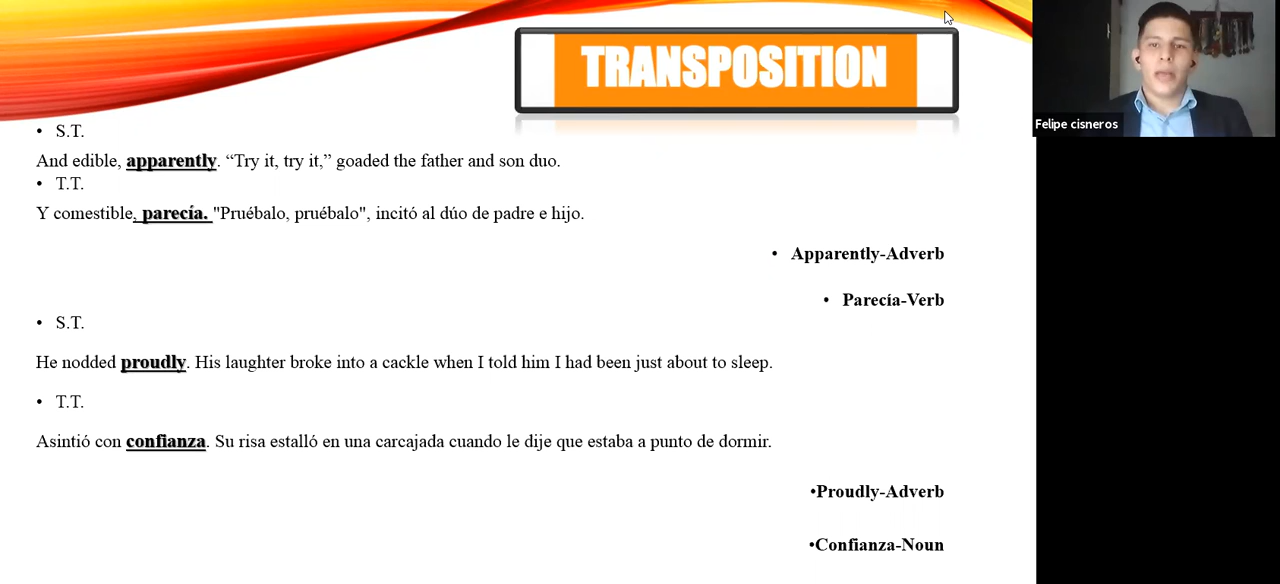 TRANSPOSITION
Felipe cisneros
• S.T.
And edible, apparently. “Try it, try it,” goaded the father and son duo.
• T.T.
Y comestible, parecía. "Pruébalo, pruébalo", incitó al dúo de padre e hijo.
• Apparently-Adverb
• Parecía-Verb
• S.T.
He nodded proudly. His laughter broke into a cackle when I told him I had been just about to sleep.
• T.T.
Asintió con confianza. Su risa estalló en una carcajada cuando le dije que estaba a punto de dormir.
•Proudly-Adverb
•Confianza-Noun